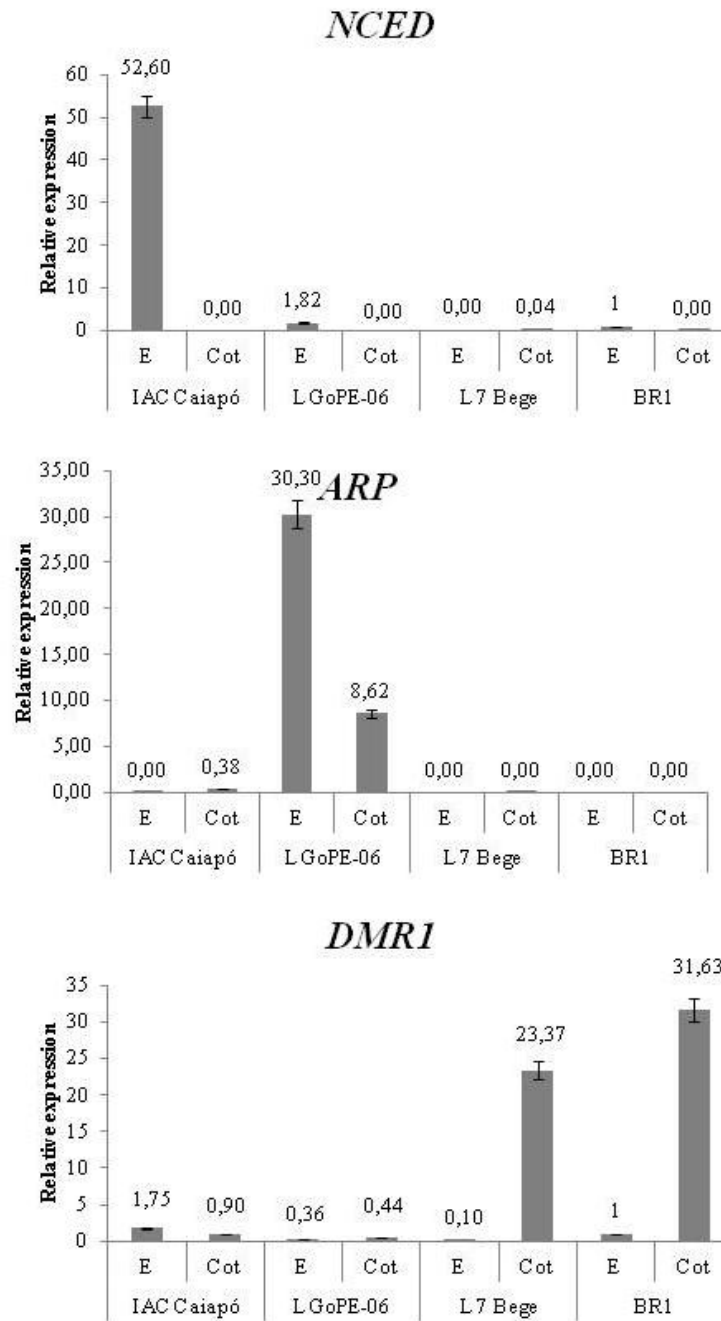 NCED
52,60
60
50
40
30
20
10
0
Relative expression
0,00 1,82 0,00 0,00 0,04 1 0,00
E Cot E Cot E Cot E Cot
IAC Caiapó L GoPE-06 L7 Bege BR1
ARP
35,00
30,00
25,00
20,00
15,00
10,00
5,00
0,00
Relative expression
0,00 0,38 30,30 8,62 0,00 0,00 0,00 0,00
E Cot E Cot E Cot E Cot
IAC Caiapó L GoPE-06 L7 Bege BR1
DMR1
35
30
25
20
15
10
5
0
Relative expression
1,75 0,90 0,36 0,44 0,10 23,37 1 31,63
E Cot E Cot E Cot E Cot
IAC Caiapó L GoPE-06 L7 Bege BR1